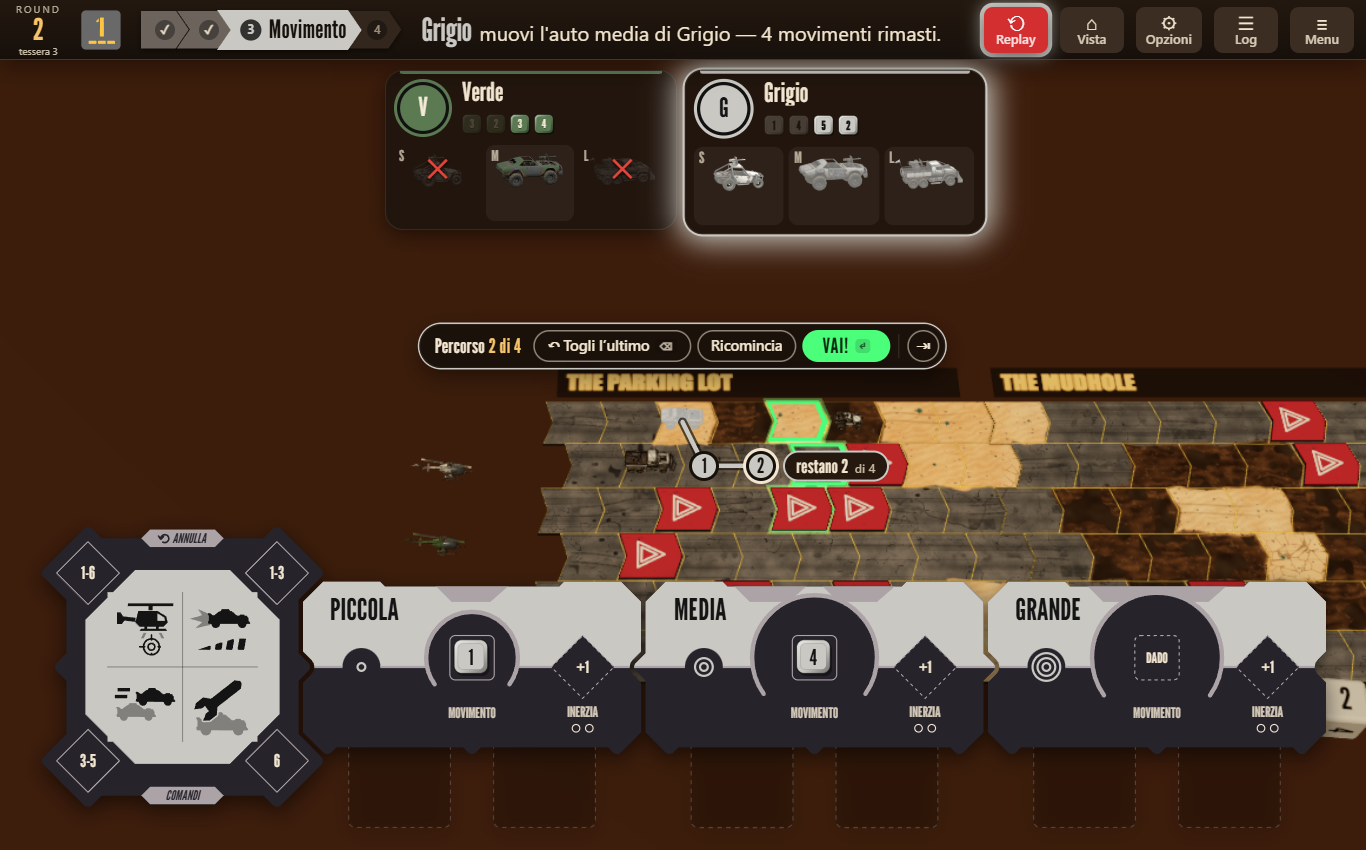 ROUND
2
tessera 3
1
3 Movimento 4
Grigio muovi l'auto media di Grigio — 4 movimenti rimasti.
Replay
Vista
Opzioni
Log
Menu
V
Verde
3 2 3 4
S M L
G
Grigio
1 4 5 2
S M L
Percorso 2 di 4
Togli l'ultimo
Ricomincia
VAI!
THE PARKING LOT
THE MUDHOLE
1 2 restano 2 di 4
ANNULLA
1-6
1-3
3-5
6
COMANDI
PICCOLA
1
+1
MOVIMENTO
INERZIA
MEDIA
4
+1
MOVIMENTO
INERZIA
GRANDE
DADO
+1
MOVIMENTO
INERZIA
2